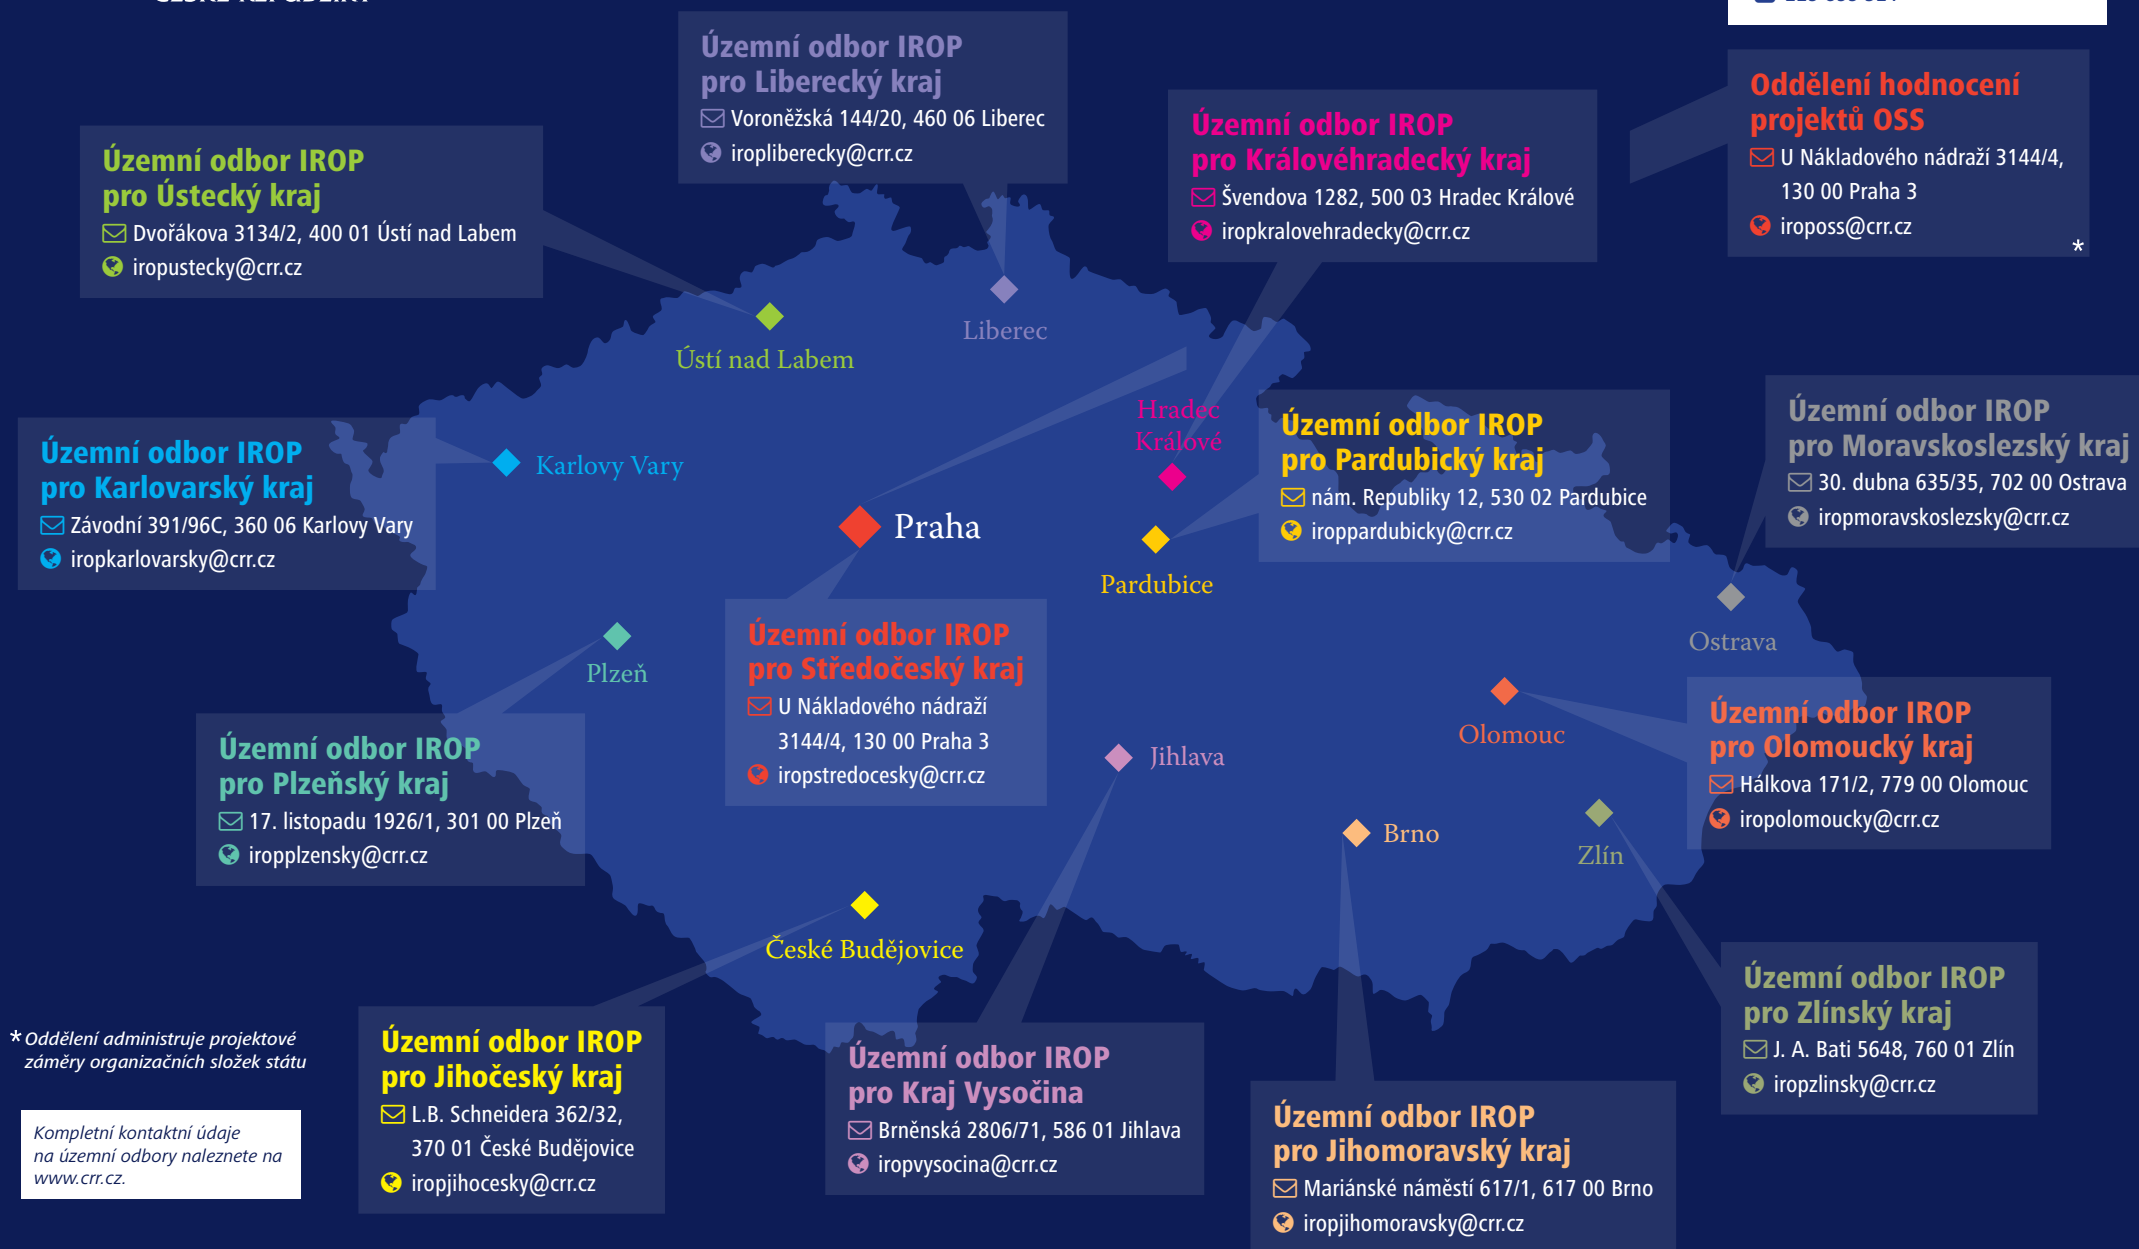 Územní odbor IROP
pro Liberecký kraj
Voroněžská 144/20, 460 06 Liberec
iropliberecky@crr.cz
Oddělení hodnocení
projektů OSS
U Nákladového nádraží 3144/4,
130 00 Praha 3
iroposs@crr.cz
*
Územní odbor IROP
pro Královéhradecký kraj
Švendova 1282, 500 03 Hradec Králové
iropkralovehradecky@crr.cz
Územní odbor IROP
pro Ústecký kraj
Dvořákova 3134/2, 400 01 Ústí nad Labem
iropustecky@crr.cz
Liberec
Ústí nad Labem
Hradec
Králové
Územní odbor IROP
pro Pardubický kraj
nám. Republiky 12, 530 02 Pardubice
iroppardubicky@crr.cz
Územní odbor IROP
pro Moravskoslezský kraj
30. dubna 635/35, 702 00 Ostrava
iropmoravskoslezsky@crr.cz
Územní odbor IROP
pro Karlovarský kraj
Závodní 391/96C, 360 06 Karlovy Vary
iropkarlovarsky@crr.cz
Karlovy Vary
Praha
Pardubice
Ostrava
Plzeň
Územní odbor IROP
pro Středočeský kraj
U Nákladového nádraží
3144/4, 130 00 Praha 3
iropstredocesky@crr.cz
Olomouc
Územní odbor IROP
pro Olomoucký kraj
Hálkova 171/2, 779 00 Olomouc
iropolomoucky@crr.cz
Územní odbor IROP
pro Plzeňský kraj
17. listopadu 1926/1, 301 00 Plzeň
iropplzensky@crr.cz
Jihlava
Brno
Zlín
České Budějovice
Územní odbor IROP
pro Zlínský kraj
J. A. Bati 5648, 760 01 Zlín
iropzlinsky@crr.cz
* Oddělení administruje projektové
záměry organizačních složek státu
Územní odbor IROP
pro Jihočeský kraj
L.B. Schneidera 362/32,
370 01 České Budějovice
iropjihocesky@crr.cz
Územní odbor IROP
pro Kraj Vysočina
Brněnská 2806/71, 586 01 Jihlava
iropvysocina@crr.cz
Územní odbor IROP
pro Jihomoravský kraj
Mariánské náměstí 617/1, 617 00 Brno
iropjihomoravsky@crr.cz
Kompletní kontaktní údaje
na územní odbory naleznete na
www.crr.cz.